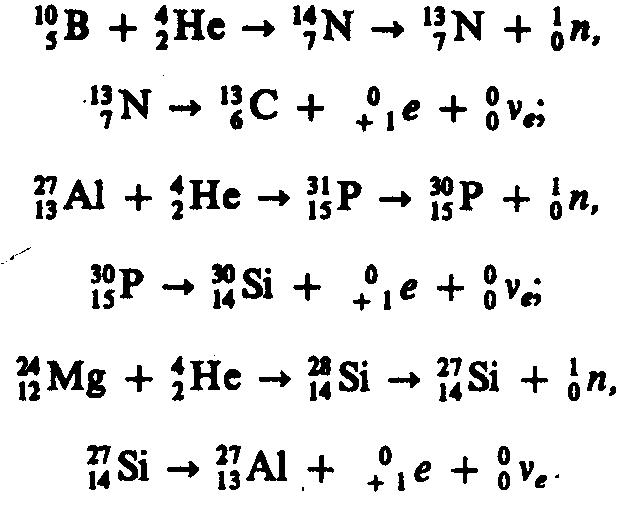 ¹⁰₅B + ⁴₂He → ¹⁴₇N → ¹³₇N + ¹₀n,
¹³₇N → ¹³₆C + ⁰₊₁e + ⁰₀νₑ;
²⁷₁₃Al + ⁴₂He → ³¹₁₅P → ³⁰₁₅P + ¹₀n,
³⁰₁₅P → ³⁰₁₄Si + ⁰₊₁e + ⁰₀νₑ;
²⁴₁₂Mg + ⁴₂He → ²⁸₁₄Si → ²⁷₁₄Si + ¹₀n,
²⁷₁₄Si → ²⁷₁₃Al + ⁰₊₁e + ⁰₀νₑ.